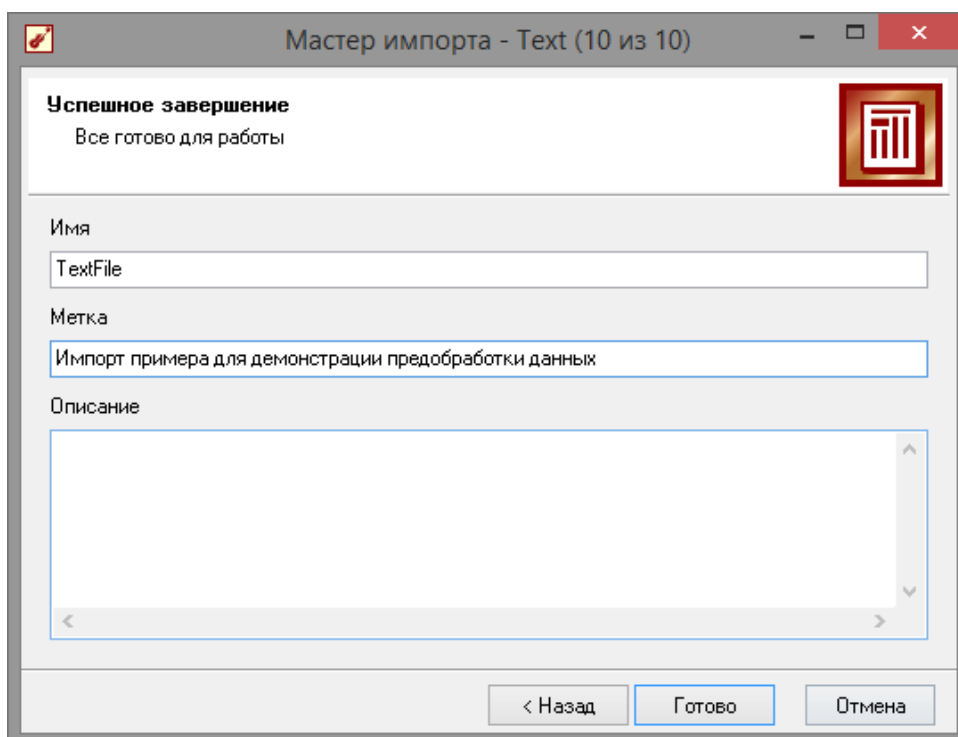 Мастер импорта - Text (10 из 10)
Успешное завершение
Все готово для работы
Имя
TextFile
Метка
Импорт примера для демонстрации предобработки данных
Описание
< Назад
Готово
Отмена